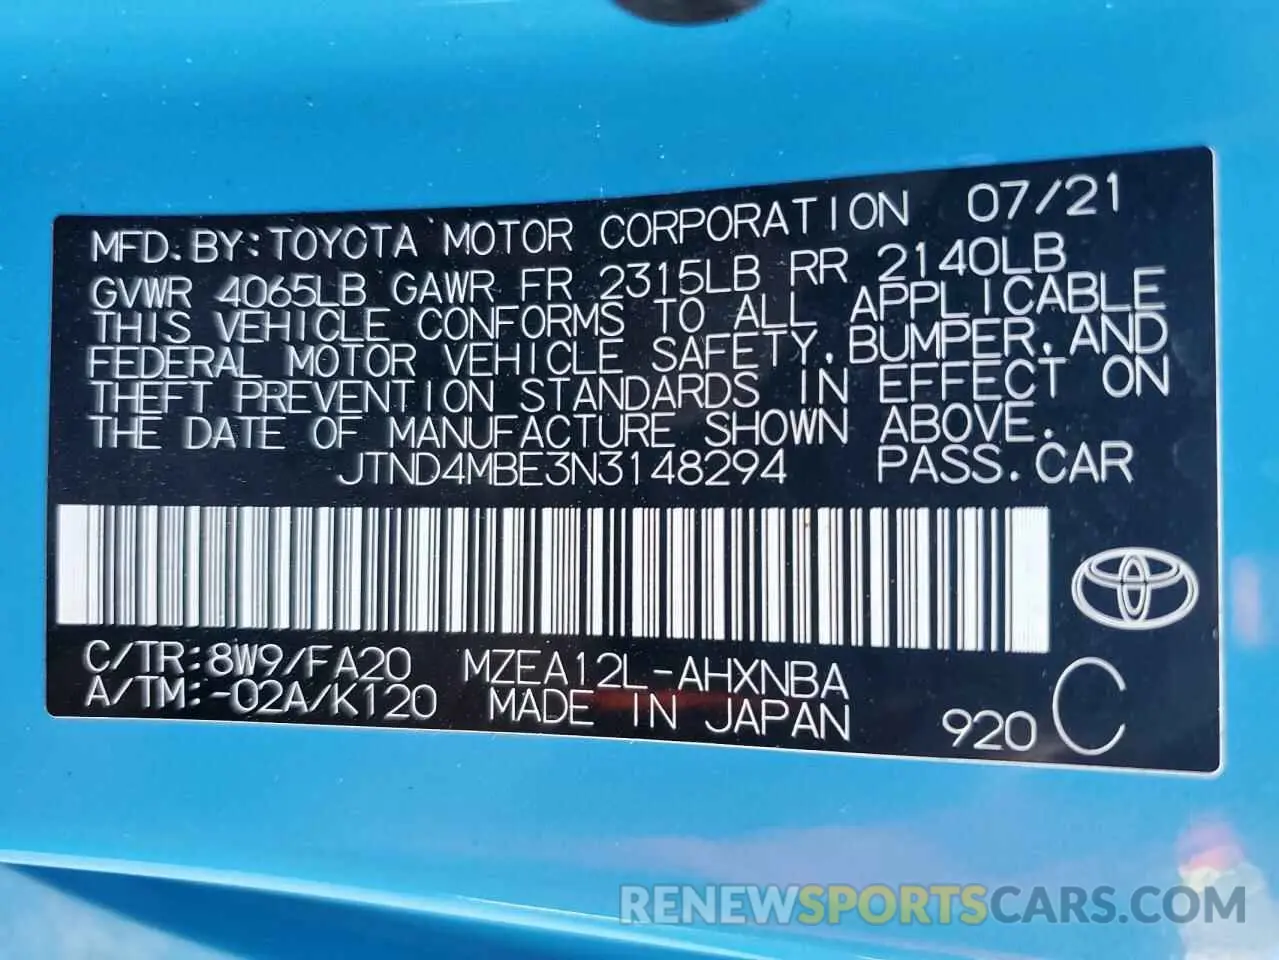 MFD. BY: TOYOTA MOTOR CORPORATION 07/21
GVWR 4065LB GAWR FR 2315LB RR 2140LB
THIS VEHICLE CONFORMS TO ALL APPLICABLE
FEDERAL MOTOR VEHICLE SAFETY, BUMPER, AND
THEFT PREVENTION STANDARDS IN EFFECT ON
THE DATE OF MANUFACTURE SHOWN ABOVE.
JTND4MBE3N3148294 PASS. CAR
C/TR: 8W9/FA20 MZEA12L-AHXNBA
A/TM: -02A/K120 MADE IN JAPAN 920 C
RENEWSPORTSCARS.COM